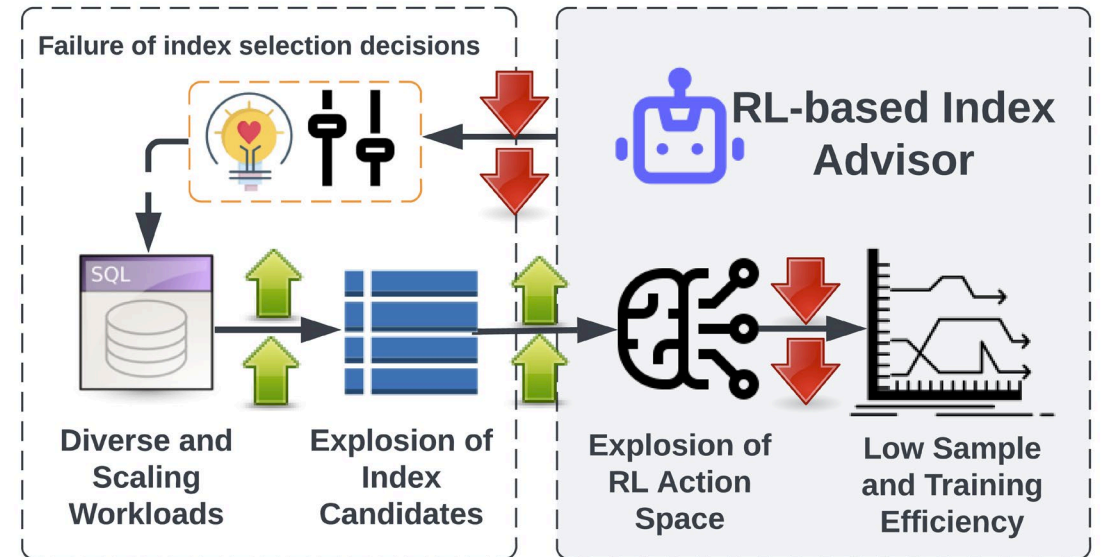 Failure of index selection decisions
RL-based Index
Advisor
SQL
Diverse and
Scaling
Workloads
Explosion of
Index
Candidates
Explosion of
RL Action
Space
Low Sample
and Training
Efficiency